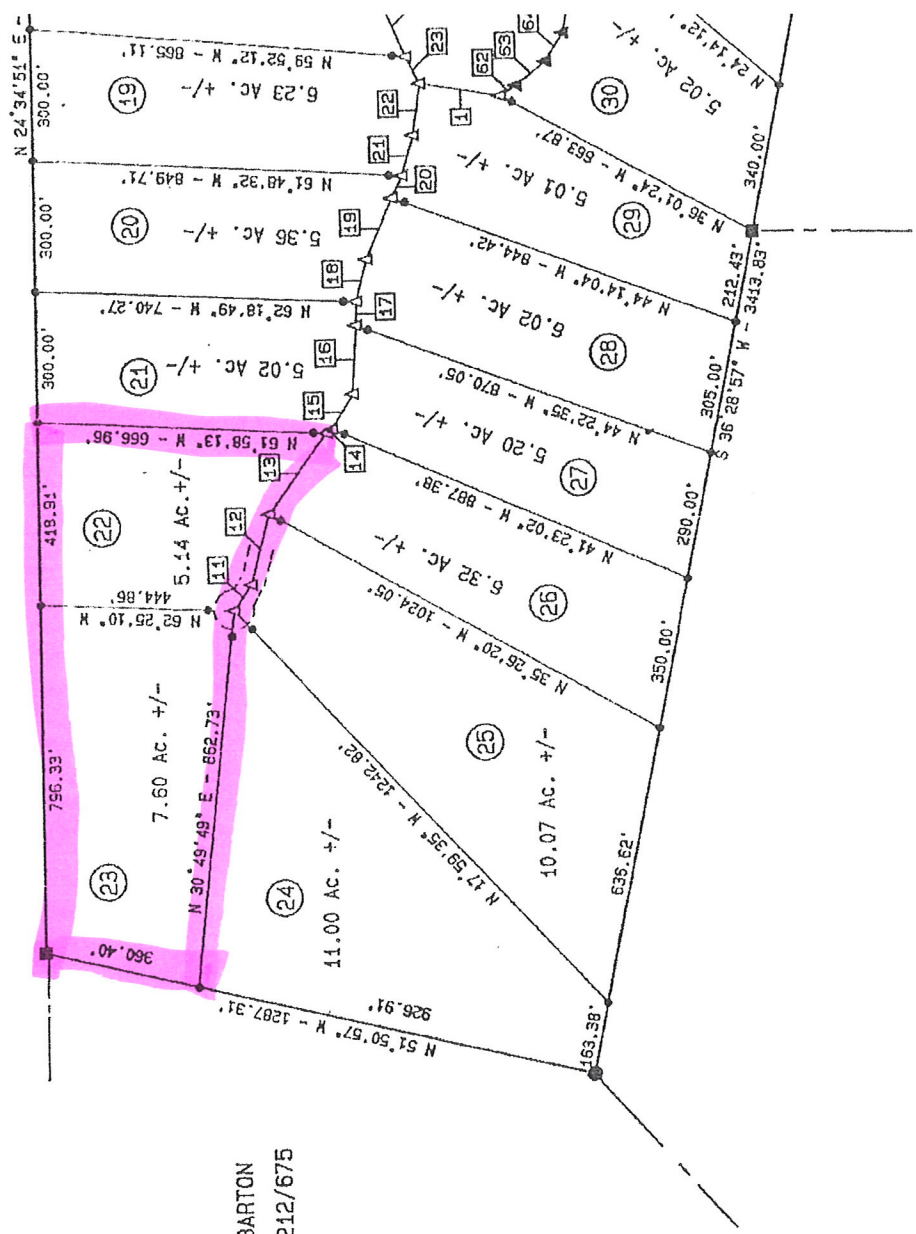 N 24°34'51" E -
300.00'
300.00'
300.00'
418.91'
796.33'
N 59°52'12" W - 865.11'
19
6.23 Ac. +/-
N 61°48'32" W - 849.71'
20
5.36 Ac. +/-
N 62°18'49" W - 740.27'
21
5.02 Ac. +/-
N 61°58'13" W - 666.96'
22
5.14 Ac. +/-
N 62°25'10" W
444.86'
23
7.60 Ac. +/-
360.40'
N 30°49'49" E - 862.73'
24
11.00 Ac. +/-
N 51°50'57" W - 1287.31'
926.91'
163.38'
N 17°59'35" W - 1242.82'
25
10.07 Ac. +/-
635.62'
N 35°26'20" W - 1024.05'
26
6.32 Ac. +/-
350.00'
N 41°23'02" W - 887.38'
27
5.20 Ac. +/-
290.00'
N 44°22'35" W - 870.05'
28
6.02 Ac. +/-
305.00'
N 44°14'04" W - 844.42'
29
5.01 Ac. +/-
212.43'
S 36°28'57" W - 3413.83'
N 36°01'24" W - 663.87'
30
5.02 Ac. +/-
340.00'
N 24°14'12"
23
22
21
20
19
18
17
16
15
14
13
12
11
1
62
63
BARTON
212/675